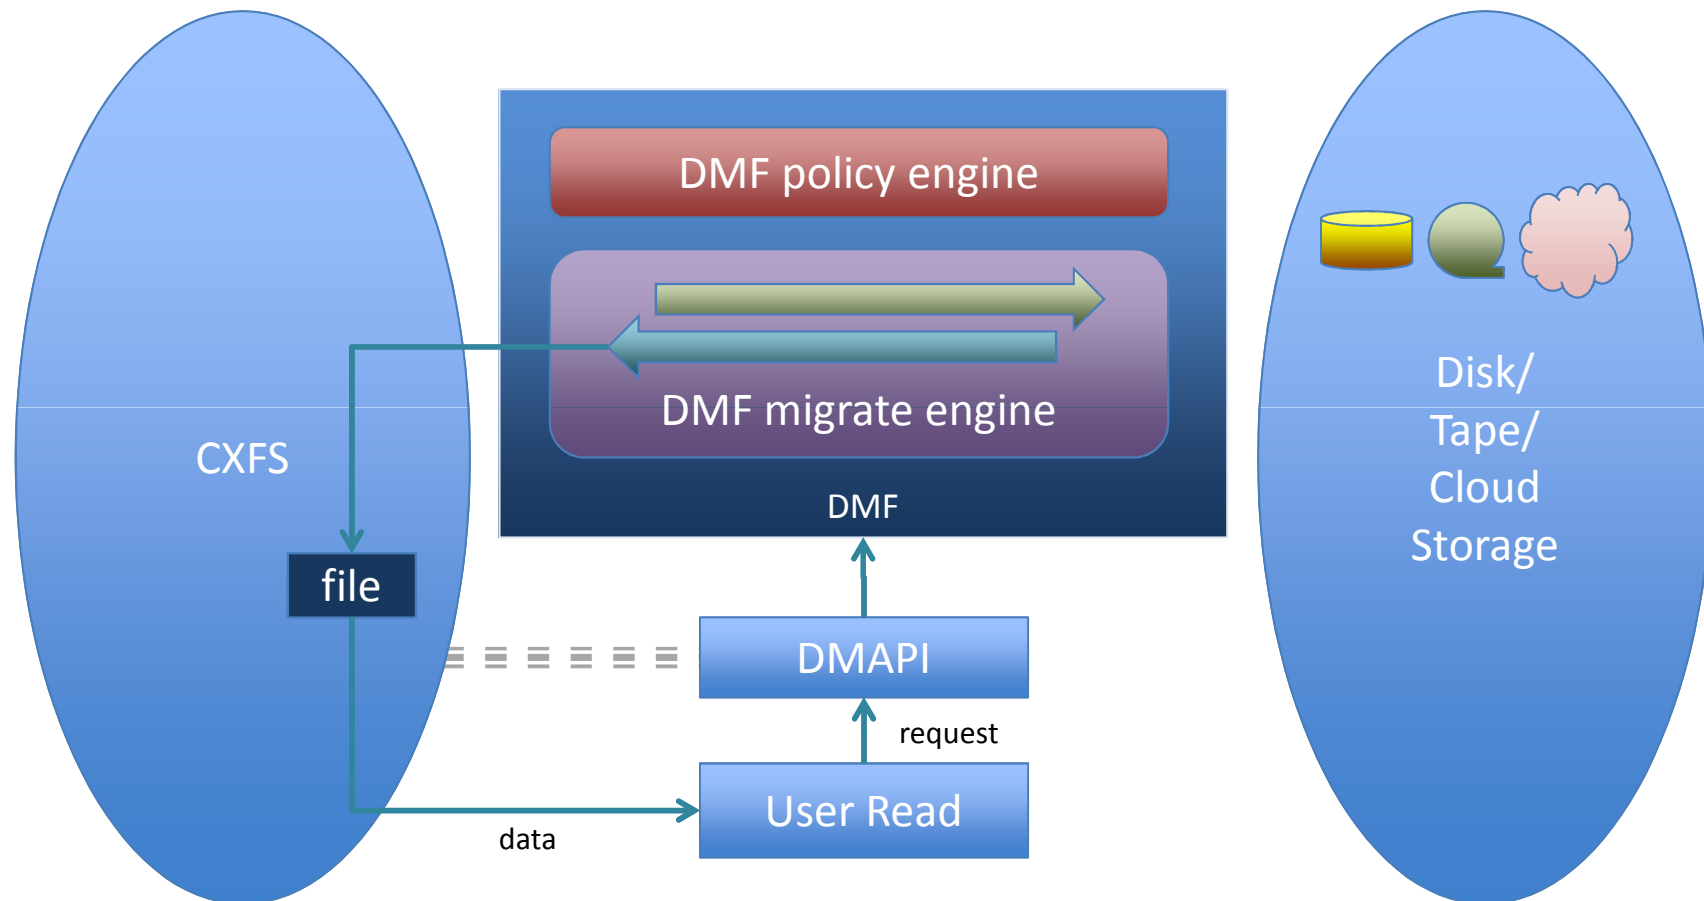 DMF policy engine
DMF migrate engine
DMF
CXFS
file
DMAPI
request
User Read
data
Disk/
Tape/
Cloud
Storage